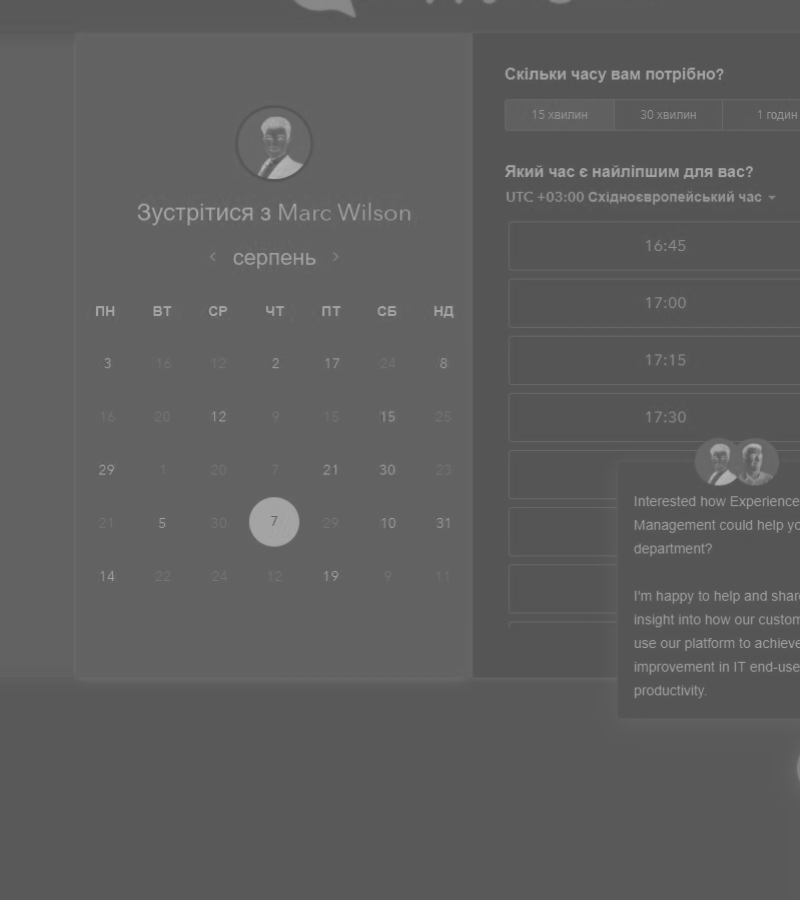 Зустрітися з Marc Wilson
серпень
ПН ВТ СР ЧТ ПТ СБ НД
3 16 12 2 17 24 8
16 20 12 9 15 15 25
29 1 20 7 21 30 23
21 5 30 7 29 10 31
14 22 24 12 19 9 11
Скільки часу вам потрібно?
15 хвилин 30 хвилин 1 годин
Який час є найліпшим для вас?
UTC +03:00 Східноєвропейський час
16:45
17:00
17:15
17:30
Interested how Experience
Management could help yo
department?
I'm happy to help and share
insight into how our custom
use our platform to achieve
improvement in IT end-use
productivity.